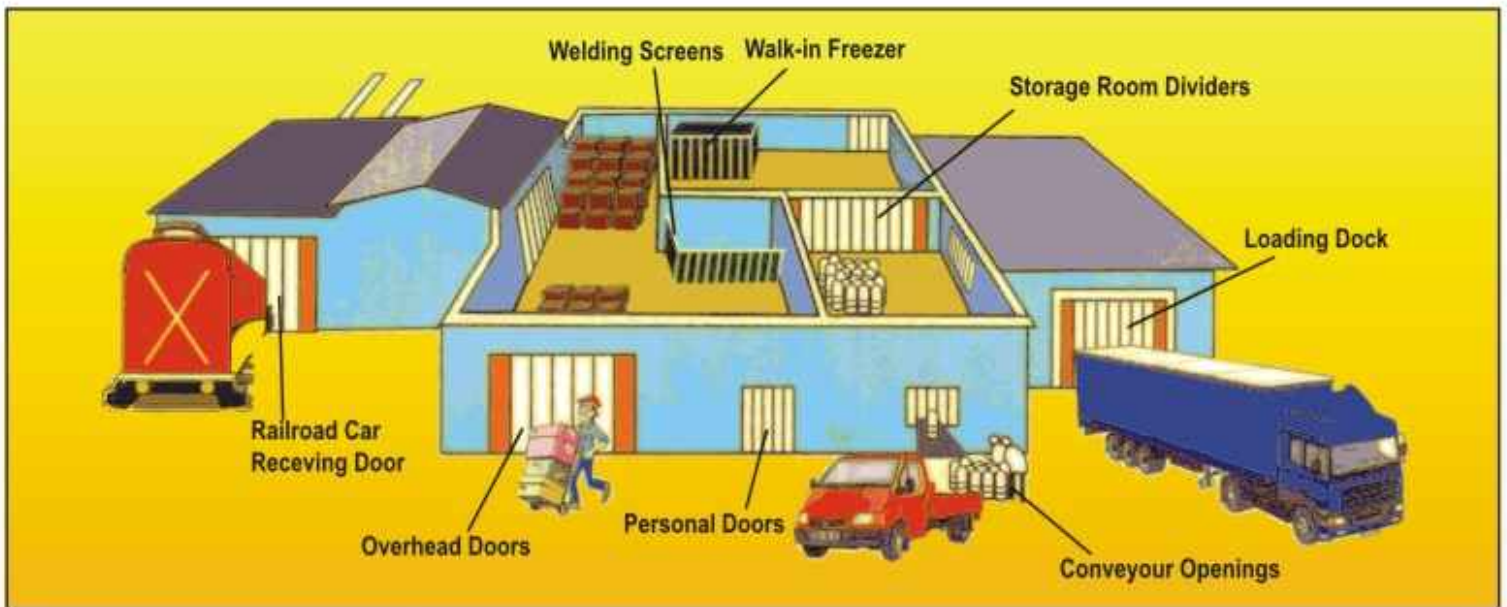 Welding Screens
Walk-in Freezer
Storage Room Dividers
Loading Dock
Railroad Car
Receving Door
Overhead Doors
Personal Doors
Conveyour Openings